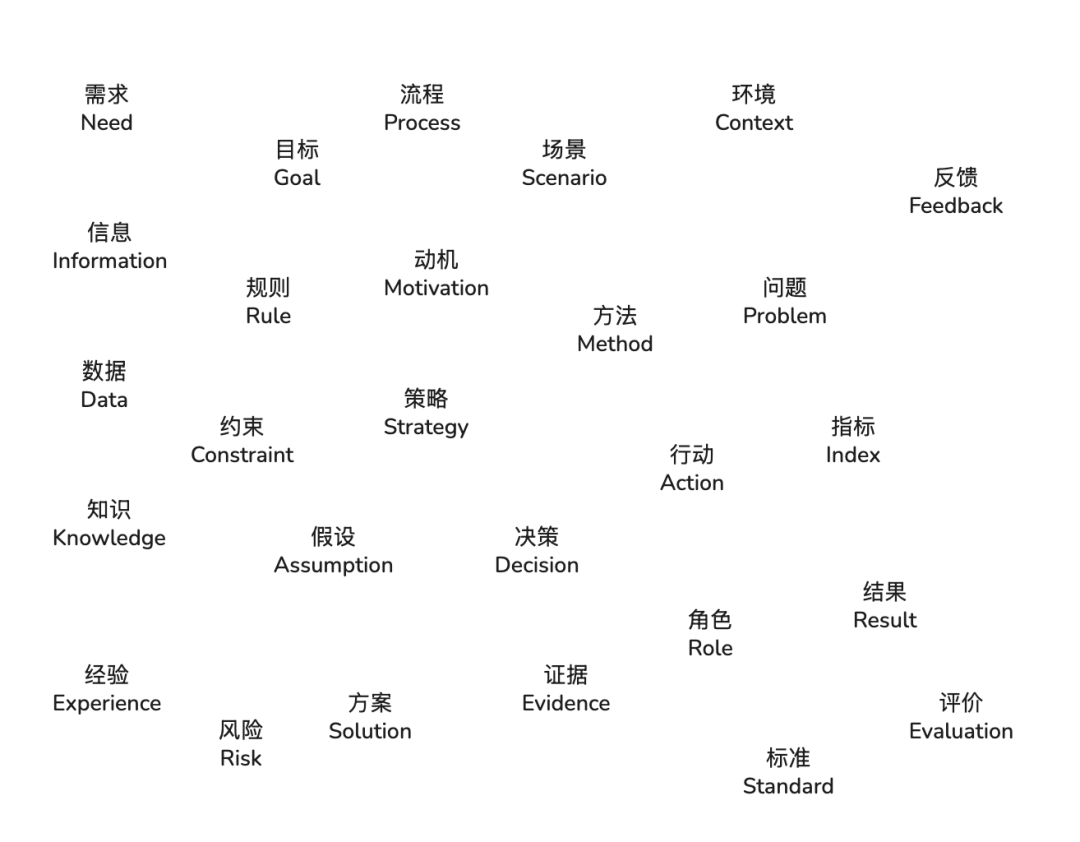 需求
Need
流程
Process
环境
Context
目标
Goal
场景
Scenario
反馈
Feedback
信息
Information
动机
Motivation
规则
Rule
问题
Problem
方法
Method
数据
Data
策略
Strategy
约束
Constraint
指标
Index
行动
Action
知识
Knowledge
假设
Assumption
决策
Decision
结果
Result
角色
Role
经验
Experience
证据
Evidence
方案
Solution
评价
Evaluation
风险
Risk
标准
Standard